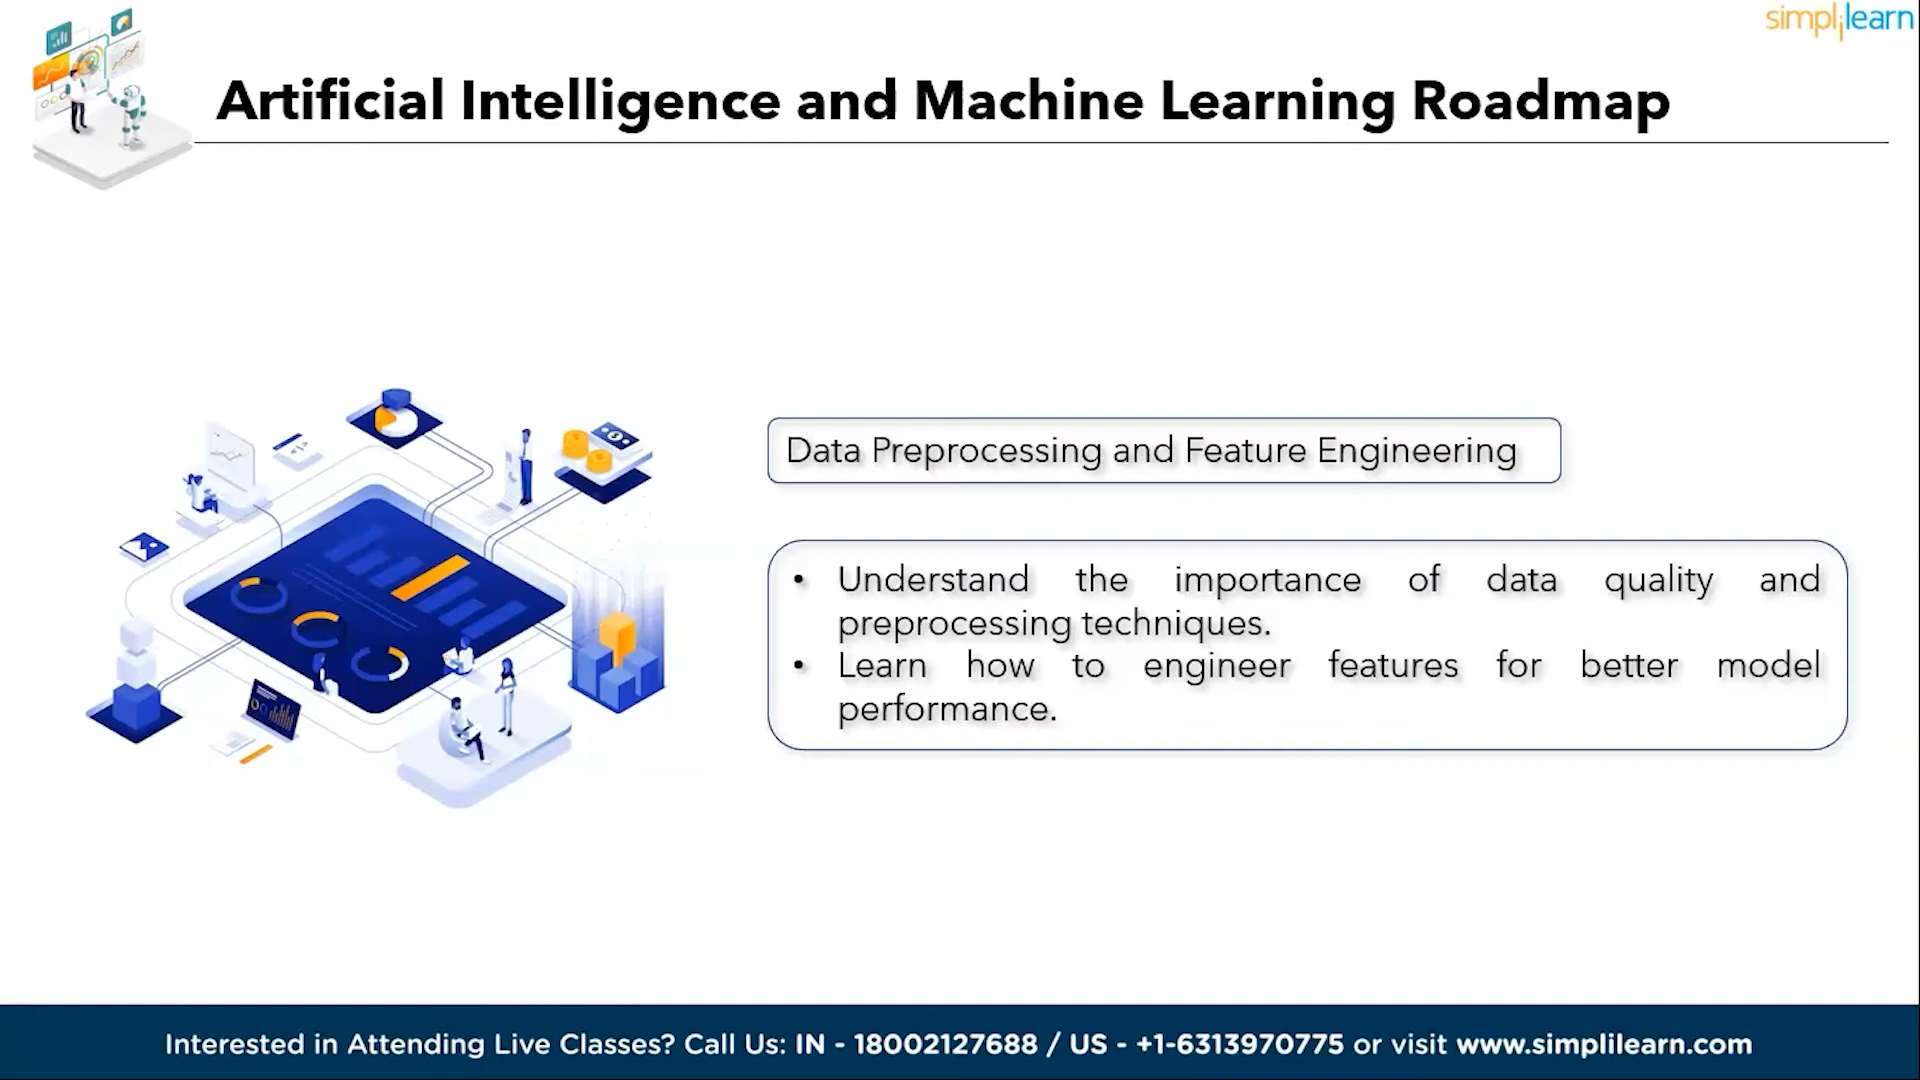 simplilearn
Artificial Intelligence and Machine Learning Roadmap
Data Preprocessing and Feature Engineering
• Understand the importance of data quality and
preprocessing techniques.
• Learn how to engineer features for better model
performance.
Interested in Attending Live Classes? Call Us: IN - 18002127688 / US - +1-6313970775 or visit www.simplilearn.com